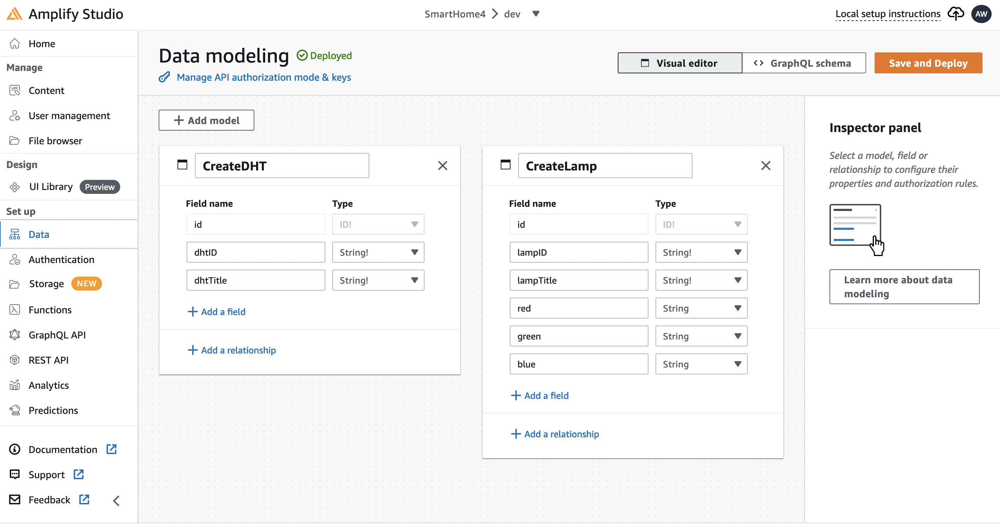 Amplify Studio
SmartHome4 > dev
Local setup instructions
AW
Home
Manage
Content
User management
File browser
Design
UI Library Preview
Set up
Data
Authentication
Storage NEW
Functions
GraphQL API
REST API
Analytics
Predictions
Documentation
Support
Feedback
Data modeling Deployed
Manage API authorization mode & keys
Visual editor
<> GraphQL schema
Save and Deploy
+ Add model
CreateDHT
Field name Type
id ID!
dhtID String!
dhtTitle String!
+ Add a field
+ Add a relationship
CreateLamp
Field name Type
id ID!
lampID String!
lampTitle String!
red String
green String
blue String
+ Add a field
+ Add a relationship
Inspector panel
Select a model, field or
relationship to configure their
properties and authorization rules.
Learn more about data
modeling